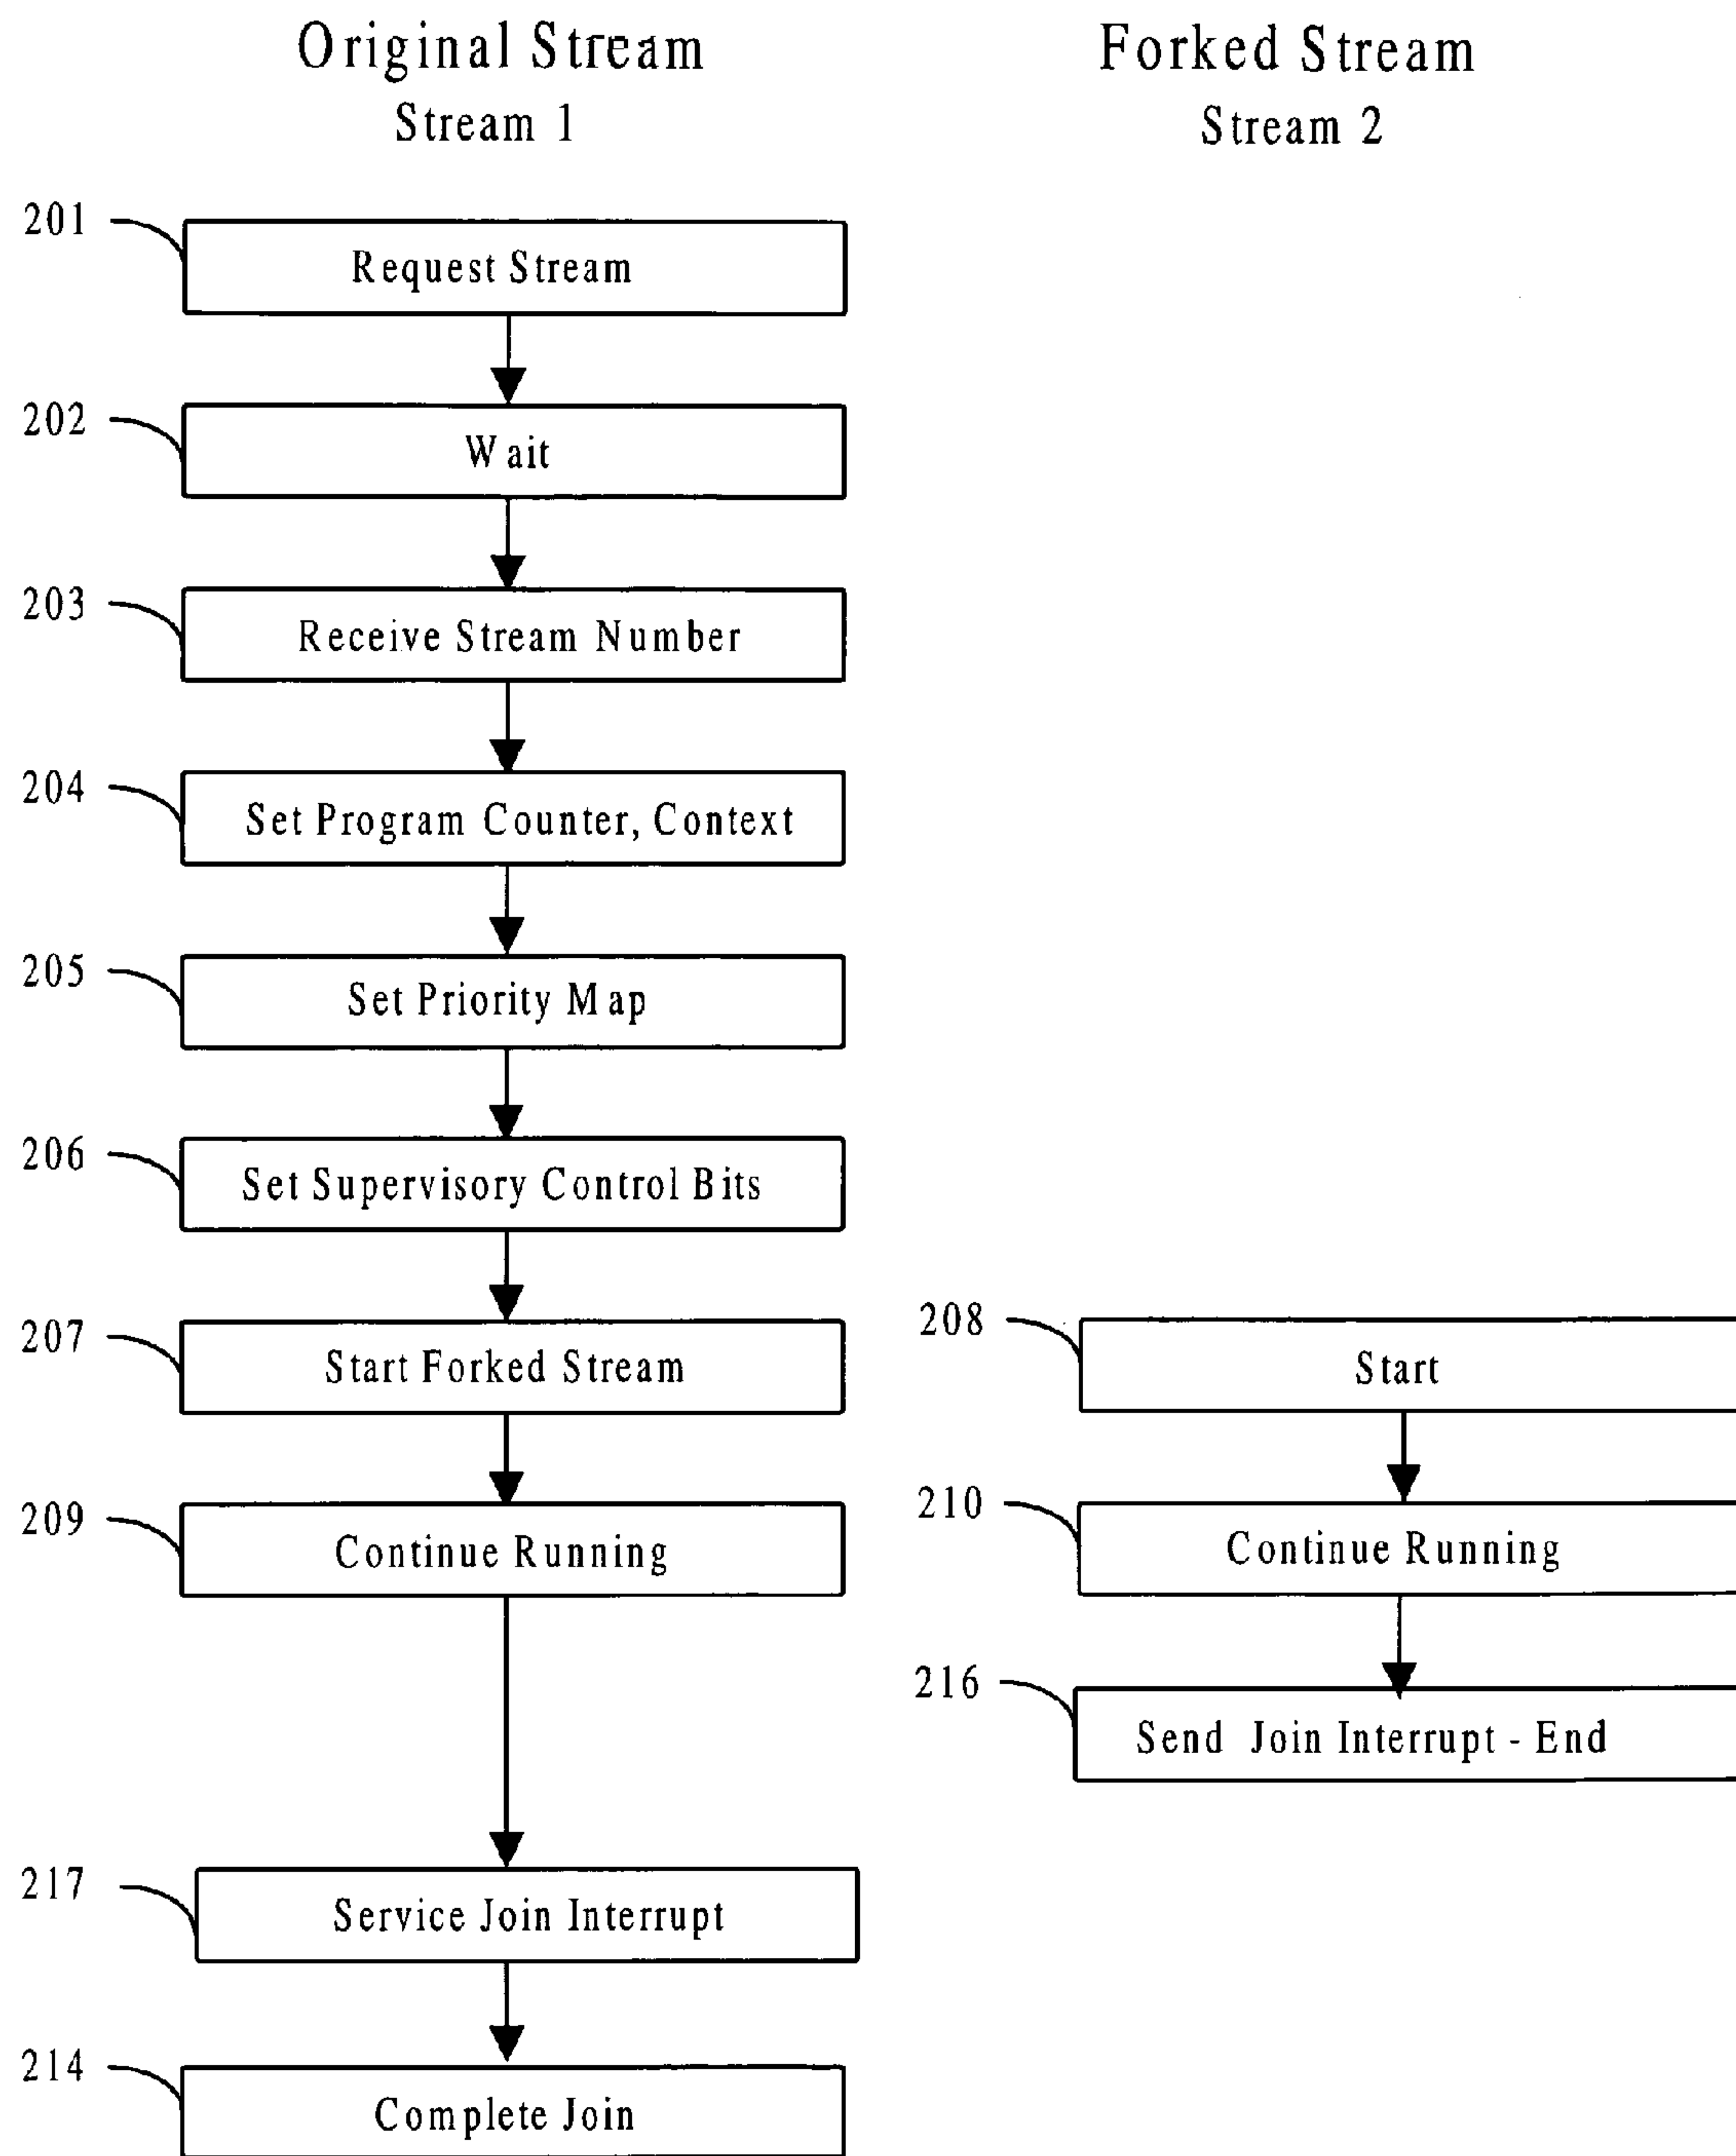 Original Stream
Stream 1
Forked Stream
Stream 2
201
Request Stream
202
Wait
203
Receive Stream Number
204
Set Program Counter, Context
205
Set Priority Map
206
Set Supervisory Control Bits
207
Start Forked Stream
208
Start
209
Continue Running
210
Continue Running
216
Send Join Interrupt - End
217
Service Join Interrupt
214
Complete Join